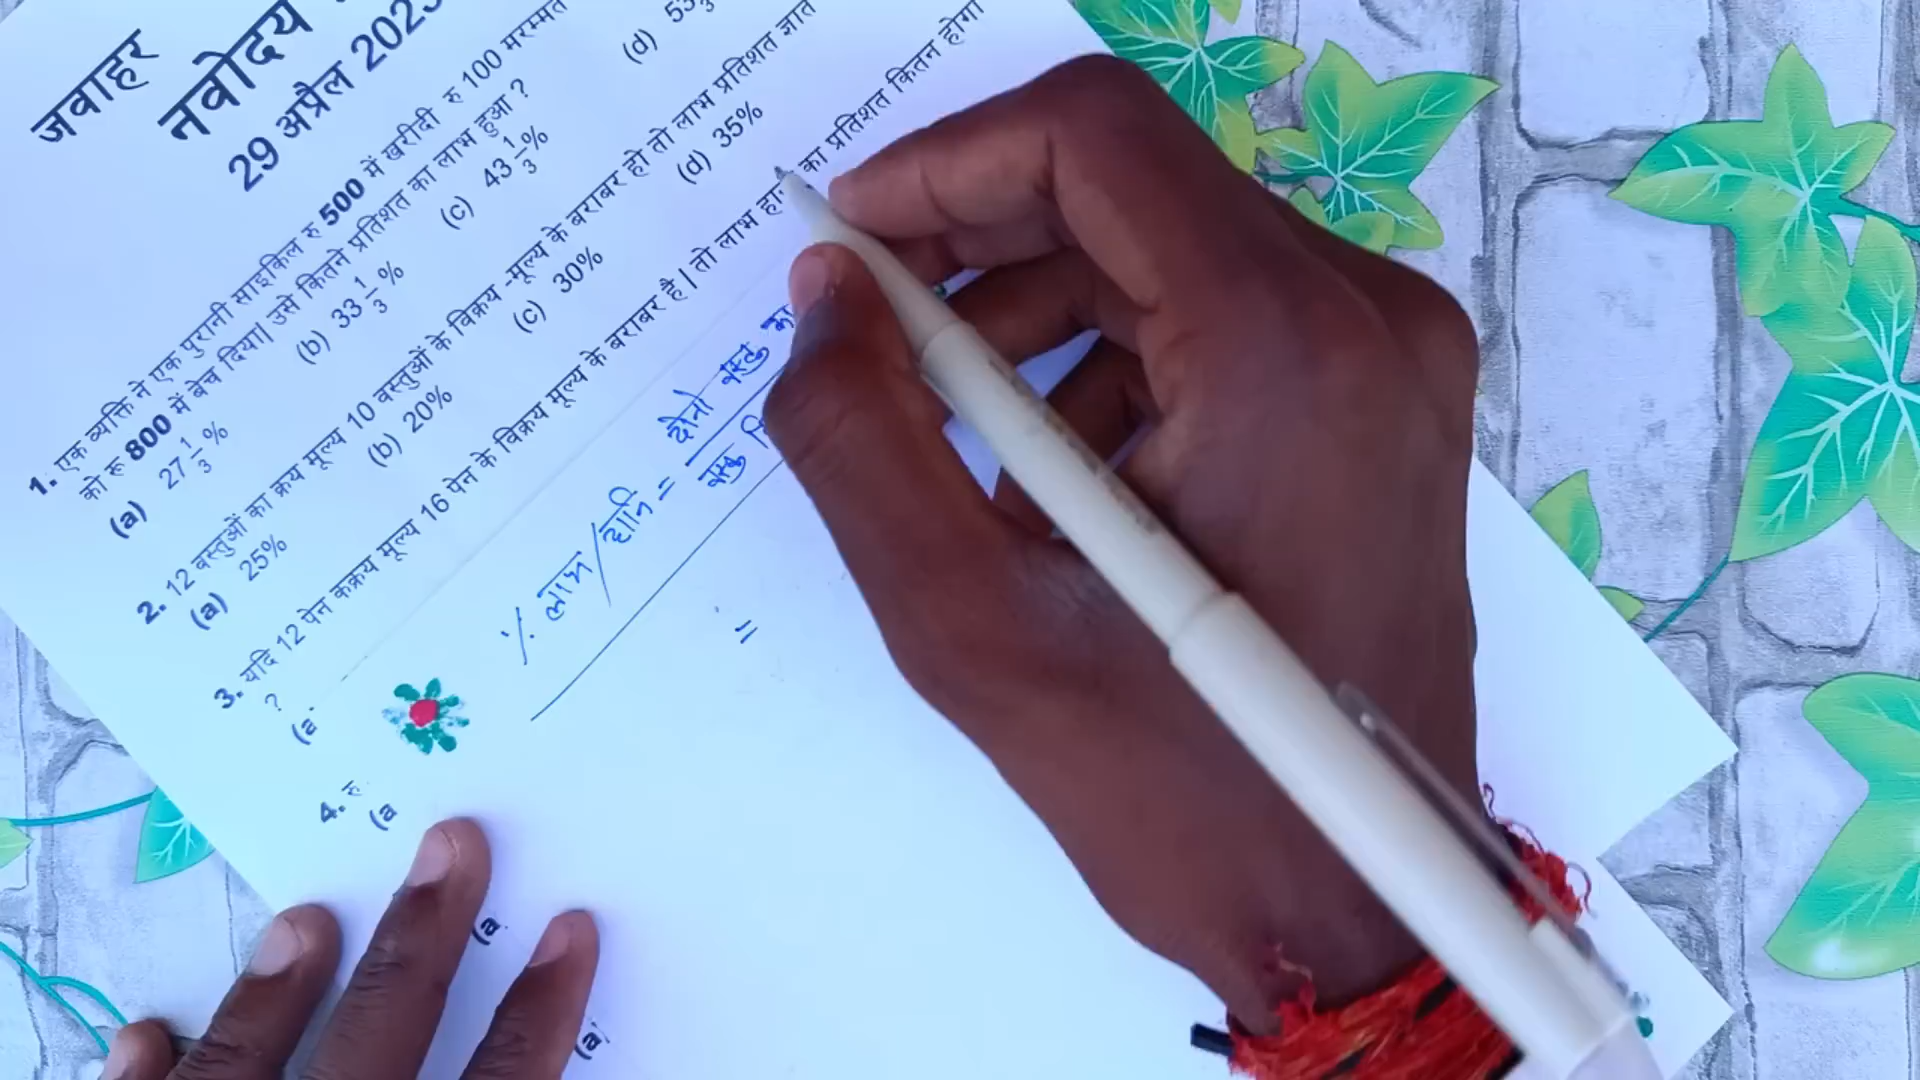 जवाहर
नवोदय
29 अप्रैल 2023
1. एक व्यक्ति ने एक पुरानी साइकिल रु 500 में खरीदी रु 100 मरम्मत
को रू 800 में बेच दिया| उसे कितने प्रतिशत का लाभ हुआ ?
(a) 27 1/3 % (b) 33 1/3 % (c) 43 1/3 % (d)
2. 12 वस्तुओं का क्रय मूल्य 10 वस्तुओं के विक्रय -मूल्य के बराबर हो तो लाभ प्रतिशत ज्ञात
(a) 25% (b) 20% (c) 30% (d) 35%
3. यदि 12 पेन कक्रय मूल्य 16 पेन के विक्रय मूल्य के बराबर है| तो लाभ का प्रतिशत कितन होगा
?
(a
4. रु
(a
(a
(a
% लाभ/हानि = दोनो वस्तु का
वस्तु
=